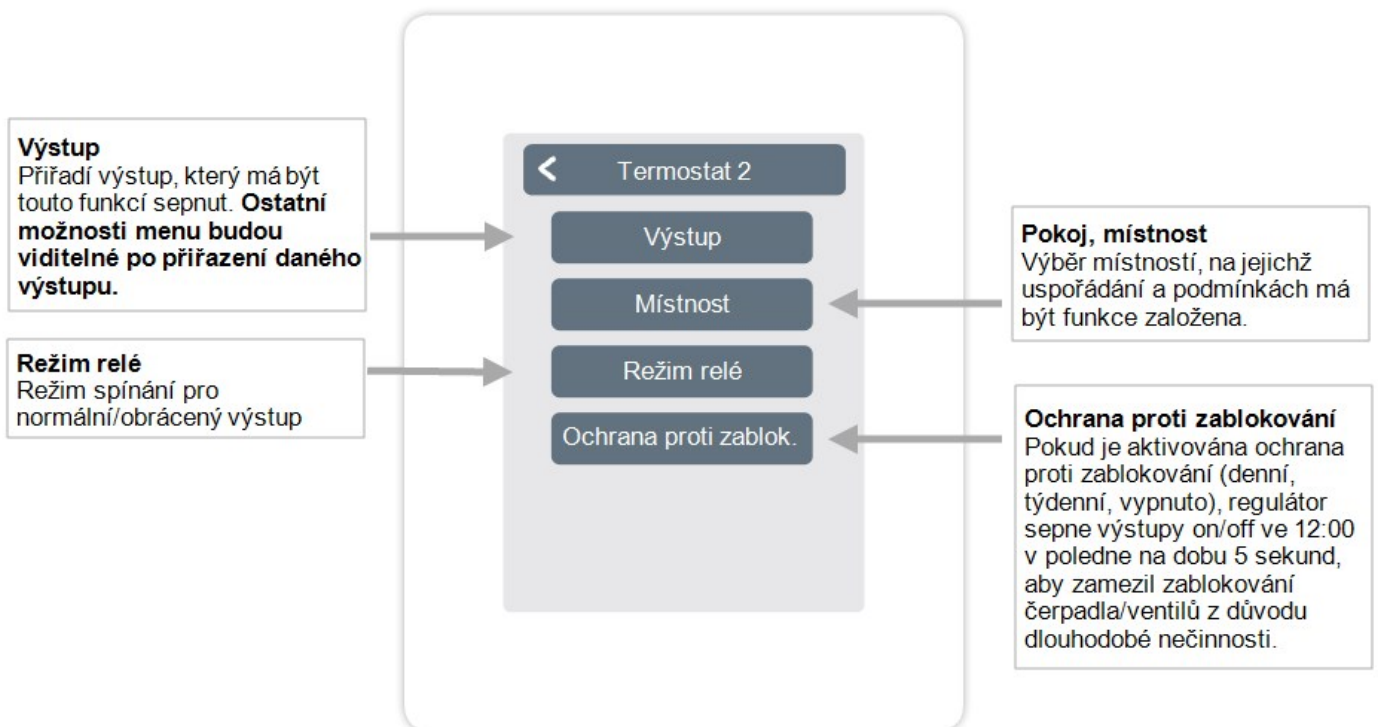 Výstup
Přiřadí výstup, který má být
touto funkcí sepnut. Ostatní
možnosti menu budou
viditelné po přiřazení daného
výstupu.
Režim relé
Režim spínání pro
normální/obrácený výstup
Termostat 2
Výstup
Místnost
Režim relé
Ochrana proti zablok.
Pokoj, místnost
Výběr místností, na jejichž
uspořádání a podmínkách má
být funkce založena.
Ochrana proti zablokování
Pokud je aktivována ochrana
proti zablokování (denní,
týdenní, vypnuto), regulátor
sepne výstupy on/off ve 12:00
v poledne na dobu 5 sekund,
aby zamezil zablokování
čerpadla/ventilů z důvodu
dlouhodobé nečinnosti.